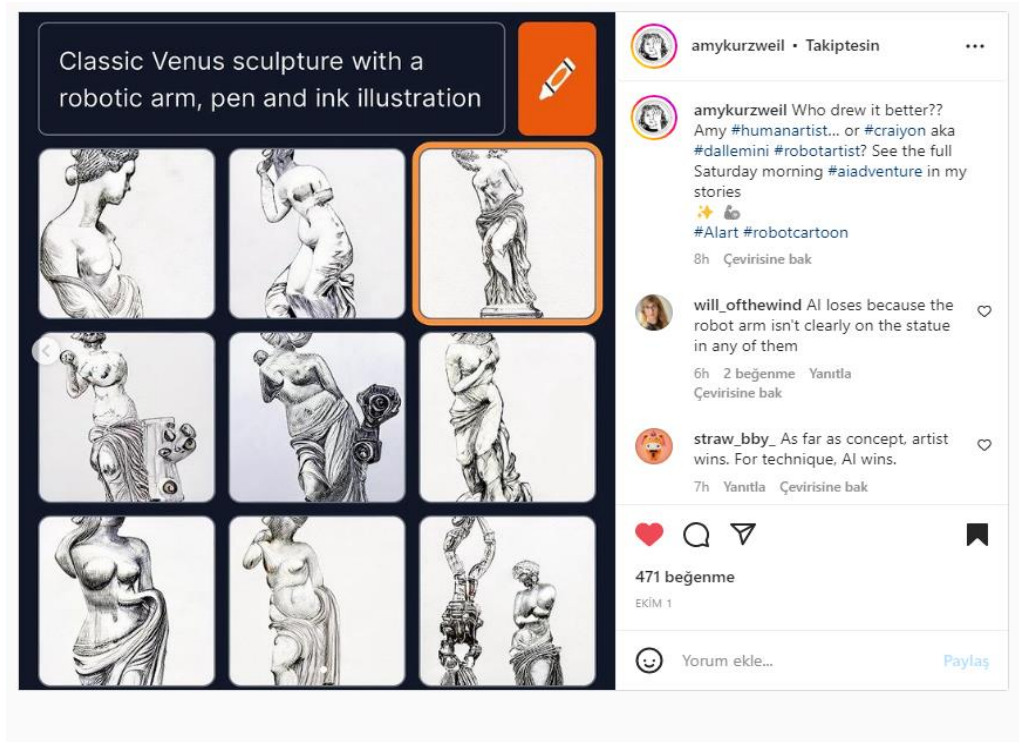 Classic Venus sculpture with a
robotic arm, pen and ink illustration
amykurzweil • Takiptesin
amykurzweil Who drew it better??
Amy #humanartist... or #craiyon aka
#dallemini #robotartist? See the full
Saturday morning #aiadventure in my
stories
#AIart #robotcartoon
8h Çevirisine bak
will_ofthewind AI loses because the
robot arm isn't clearly on the statue
in any of them
6h 2 beğenme Yanıtla
Çevirisine bak
straw_bby_ As far as concept, artist
wins. For technique, AI wins.
7h Yanıtla Çevirisine bak
471 beğenme
EKİM 1
Yorum ekle...
Paylaş